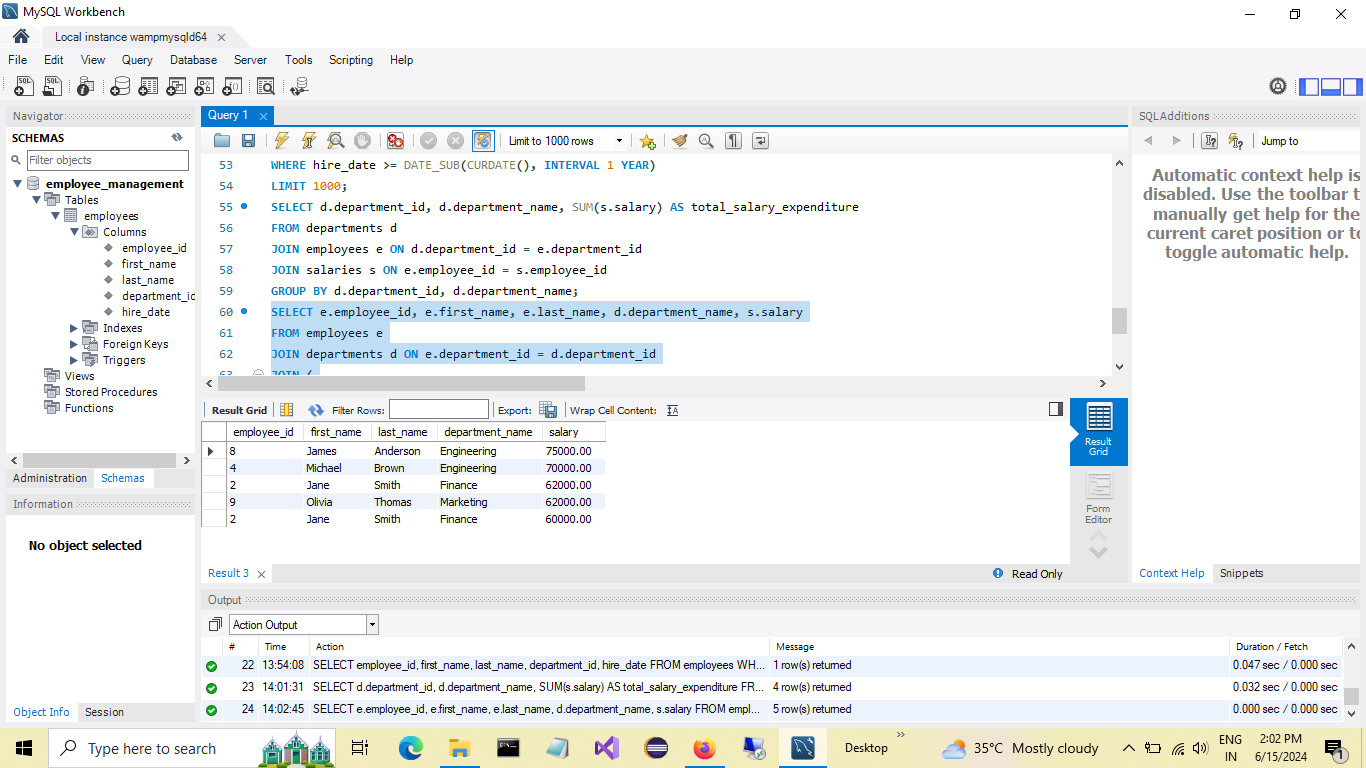 MySQL Workbench
Local instance wampmysqld64
File Edit View Query Database Server Tools Scripting Help
Navigator
SCHEMAS
Filter objects
employee_management
Tables
employees
Columns
employee_id
first_name
last_name
department_id
hire_date
Indexes
Foreign Keys
Triggers
Views
Stored Procedures
Functions
Administration Schemas
Information
No object selected
Object Info Session
Query 1
Limit to 1000 rows
53 WHERE hire_date >= DATE_SUB(CURDATE(), INTERVAL 1 YEAR)
54 LIMIT 1000;
55 SELECT d.department_id, d.department_name, SUM(s.salary) AS total_salary_expenditure
56 FROM departments d
57 JOIN employees e ON d.department_id = e.department_id
58 JOIN salaries s ON e.employee_id = s.employee_id
59 GROUP BY d.department_id, d.department_name;
60 SELECT e.employee_id, e.first_name, e.last_name, d.department_name, s.salary
61 FROM employees e
62 JOIN departments d ON e.department_id = d.department_id
63 JOIN (
Result Grid Filter Rows: Export: Wrap Cell Content:
employee_id first_name last_name department_name salary
8 James Anderson Engineering 75000.00
4 Michael Brown Engineering 70000.00
2 Jane Smith Finance 62000.00
9 Olivia Thomas Marketing 62000.00
2 Jane Smith Finance 60000.00
Result Grid
Form Editor
Result 3
Read Only
SQLAdditions
Jump to
Automatic context help is
disabled. Use the toolbar t
manually get help for the
current caret position or to
toggle automatic help.
Context Help Snippets
Output
Action Output
# Time Action Message Duration / Fetch
22 13:54:08 SELECT employee_id, first_name, last_name, department_id, hire_date FROM employees WH... 1 row(s) returned 0.047 sec / 0.000 sec
23 14:01:31 SELECT d.department_id, d.department_name, SUM(s.salary) AS total_salary_expenditure FR... 4 row(s) returned 0.032 sec / 0.000 sec
24 14:02:45 SELECT e.employee_id, e.first_name, e.last_name, d.department_name, s.salary FROM empl... 5 row(s) returned 0.000 sec / 0.000 sec
Type here to search
Desktop
35°C Mostly cloudy
ENG
IN
2:02 PM
6/15/2024
1